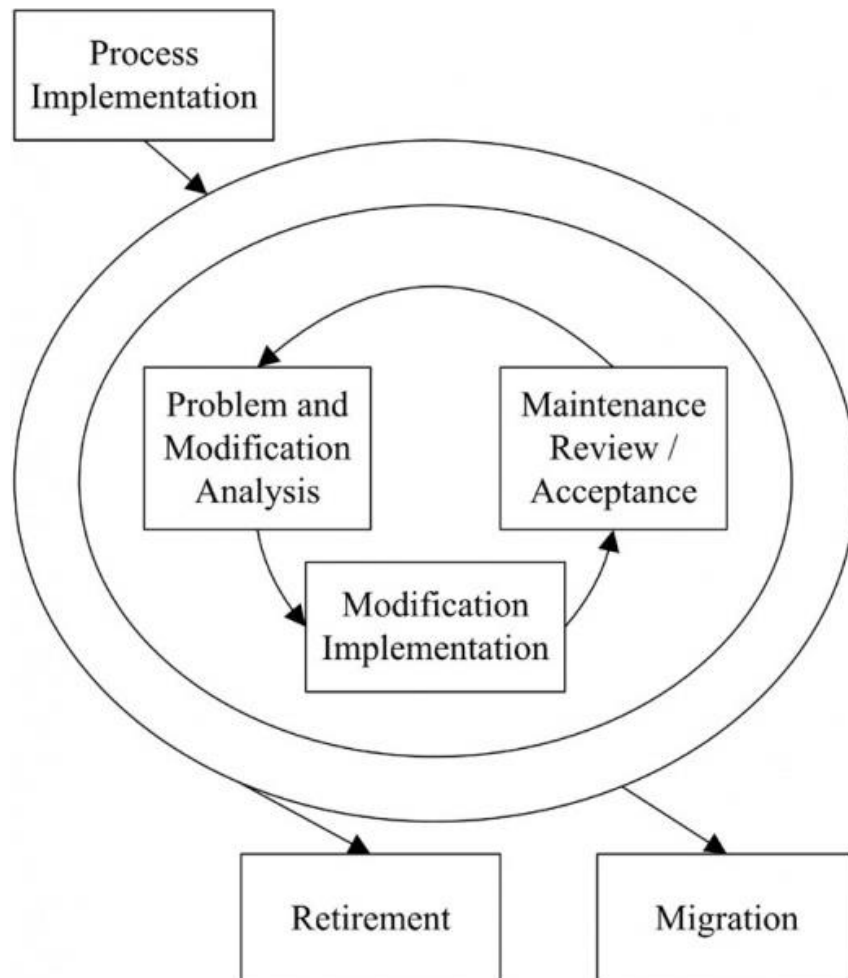 Process
Implementation
Problem and
Modification
Analysis
Maintenance
Review /
Acceptance
Modification
Implementation
Retirement
Migration